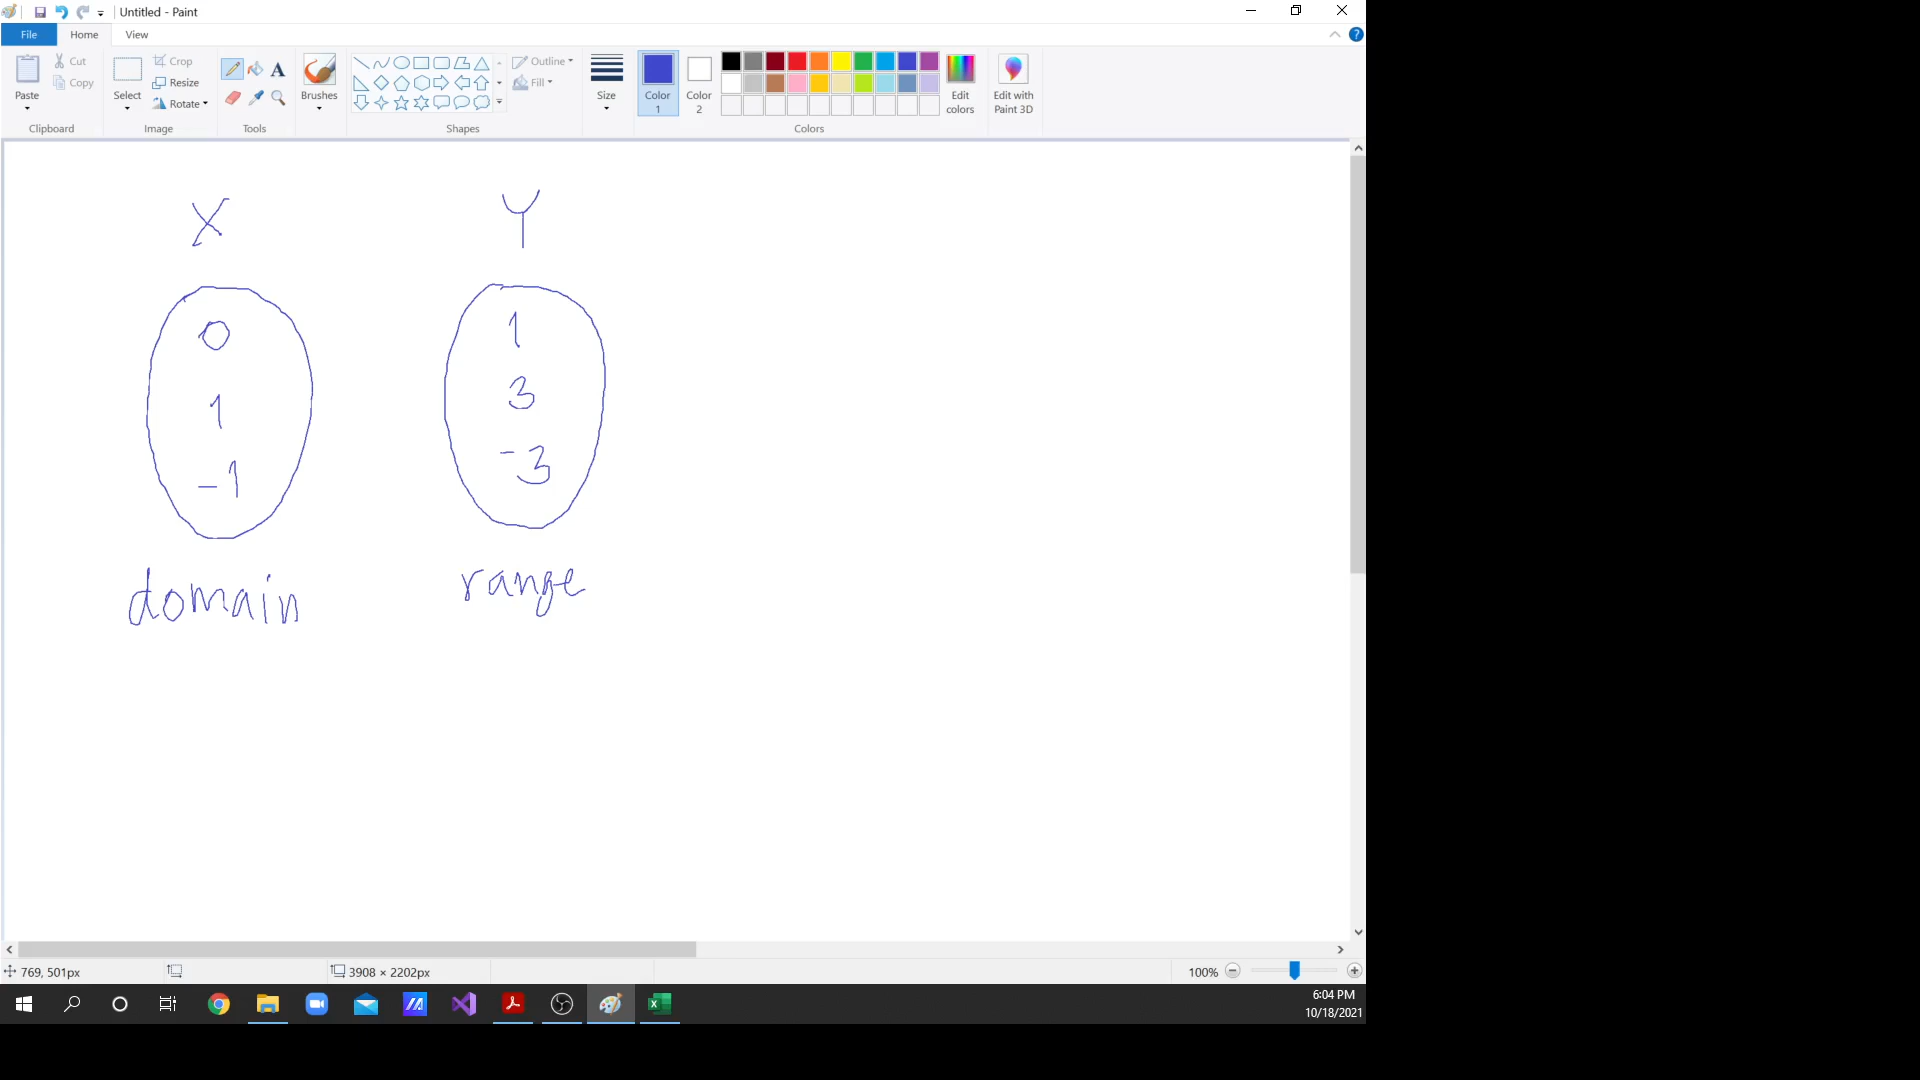 Untitled - Paint
File Home View
Paste
Cut
Copy
Clipboard
Select
Crop
Resize
Rotate
Image
Tools
Brushes
Shapes
Outline
Fill
Size
Color 1
Color 2
Colors
Edit colors
Edit with Paint 3D
X Y
0 1
1 3
-1 -3
domain range
769, 501px
3908 × 2202px
100%
6:04 PM
10/18/2021